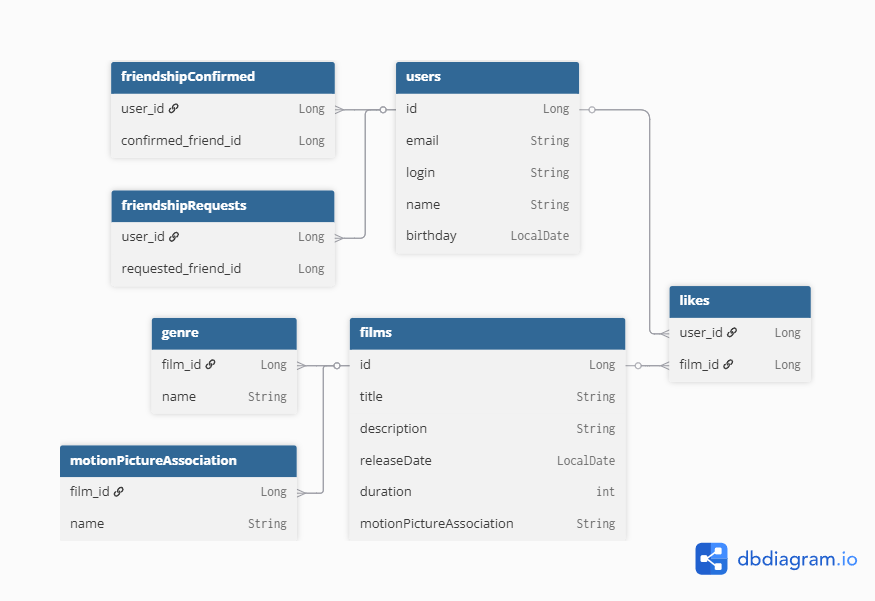 friendshipConfirmed
user_id Long
confirmed_friend_id Long
users
id Long
email String
login String
name String
birthday LocalDate
friendshipRequests
user_id Long
requested_friend_id Long
likes
user_id Long
film_id Long
genre
film_id Long
name String
films
id Long
title String
description String
releaseDate LocalDate
duration int
motionPictureAssociation String
motionPictureAssociation
film_id Long
name String
dbdiagram.io